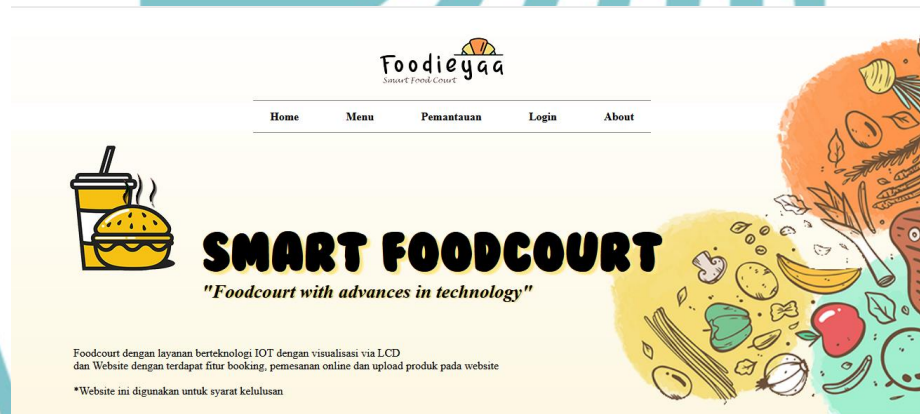 Foodieyaa
Smart Food Court
Home Menu Pemantauan Login About
SMART FOODCOURT
"Foodcourt with advances in technology"
Foodcourt dengan layanan berteknologi IOT dengan visualisasi via LCD
dan Website dengan terdapat fitur booking, pemesanan online dan upload produk pada website
*Website ini digunakan untuk syarat kelulusan